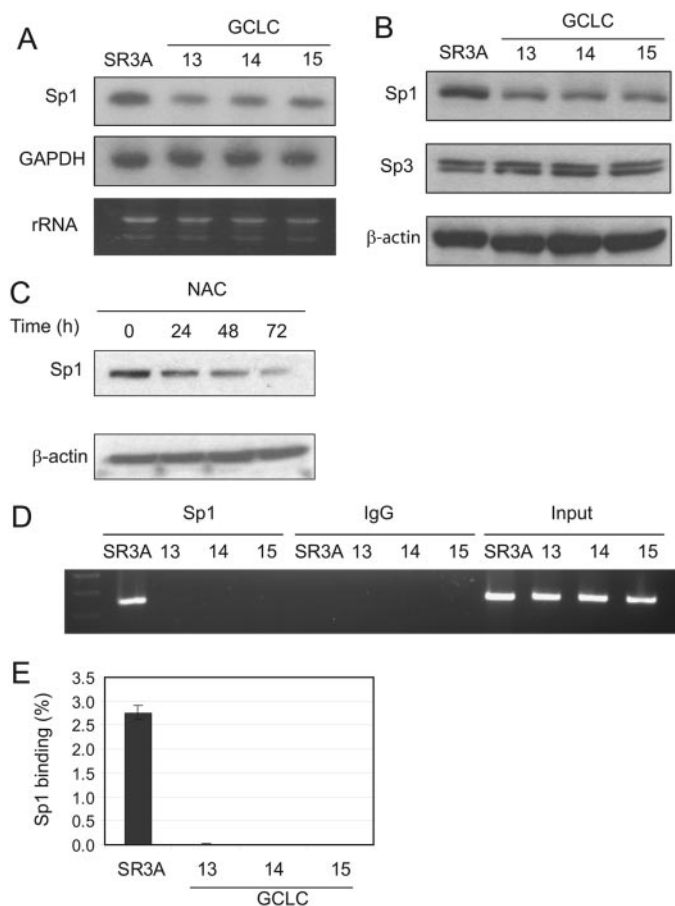 A
GCLC
SR3A 13 14 15
Sp1
GAPDH
rRNA
B
GCLC
SR3A 13 14 15
Sp1
Sp3
β-actin
C
NAC
Time (h) 0 24 48 72
Sp1
β-actin
D
Sp1 IgG Input
SR3A 13 14 15 SR3A 13 14 15 SR3A 13 14 15
E
Sp1 binding (%)
3.5
3.0
2.5
2.0
1.5
1.0
0.5
0.0
SR3A 13 14 15
GCLC